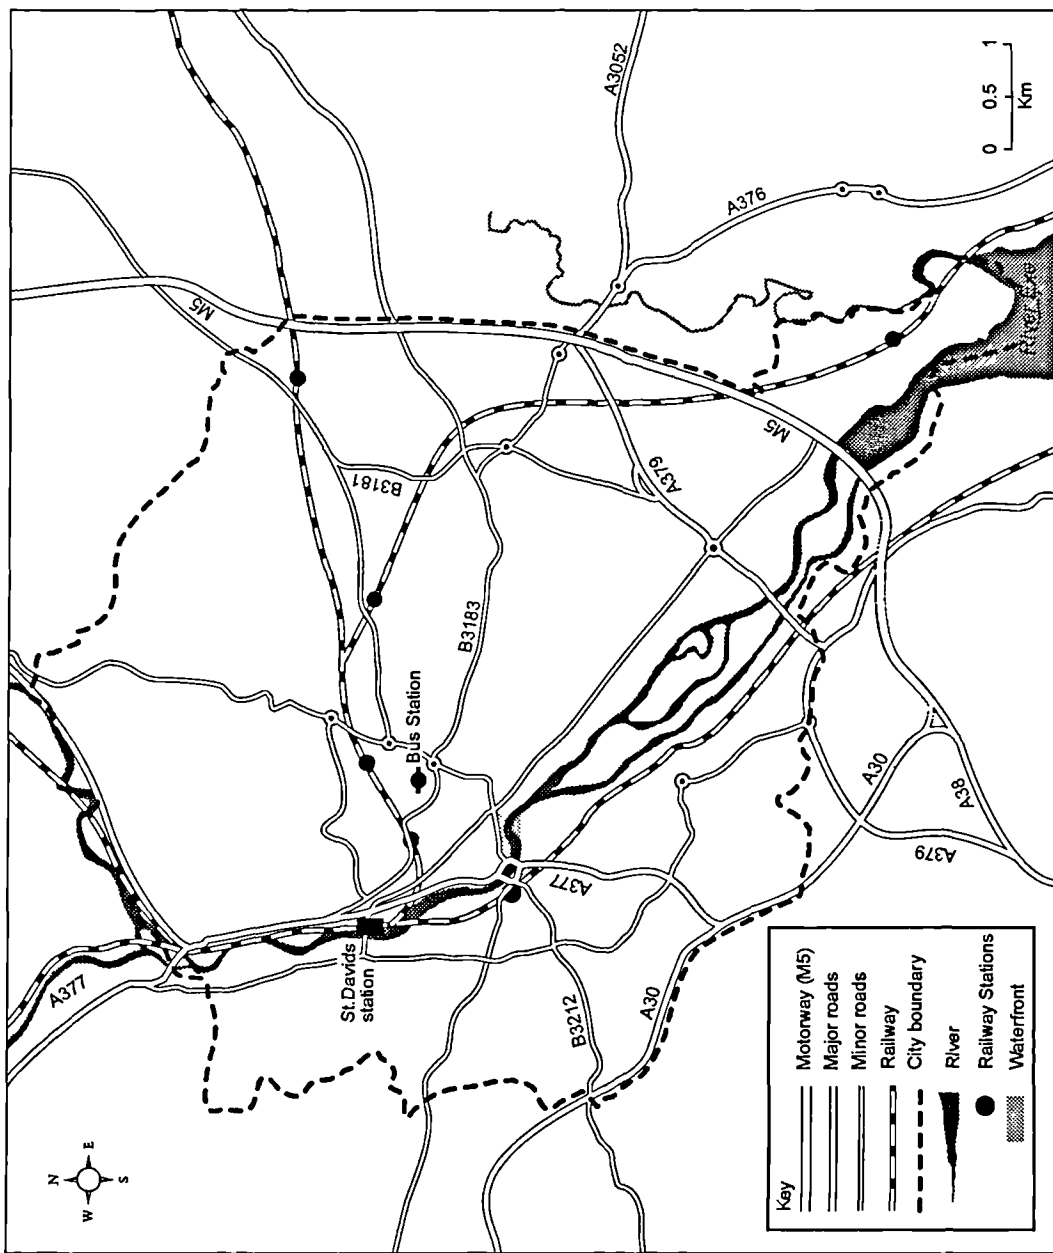 N
W
E
S
A377
St.Davids
station
A30
B3212
A377
Bus Station
B3183
B3181
M5
A379
M5
A3052
A376
River Exe
A30
A38
A379
0
0.5
1
Km
Key
Motorway (M5)
Major roads
Minor roads
Railway
City boundary
River
Railway Stations
Waterfront